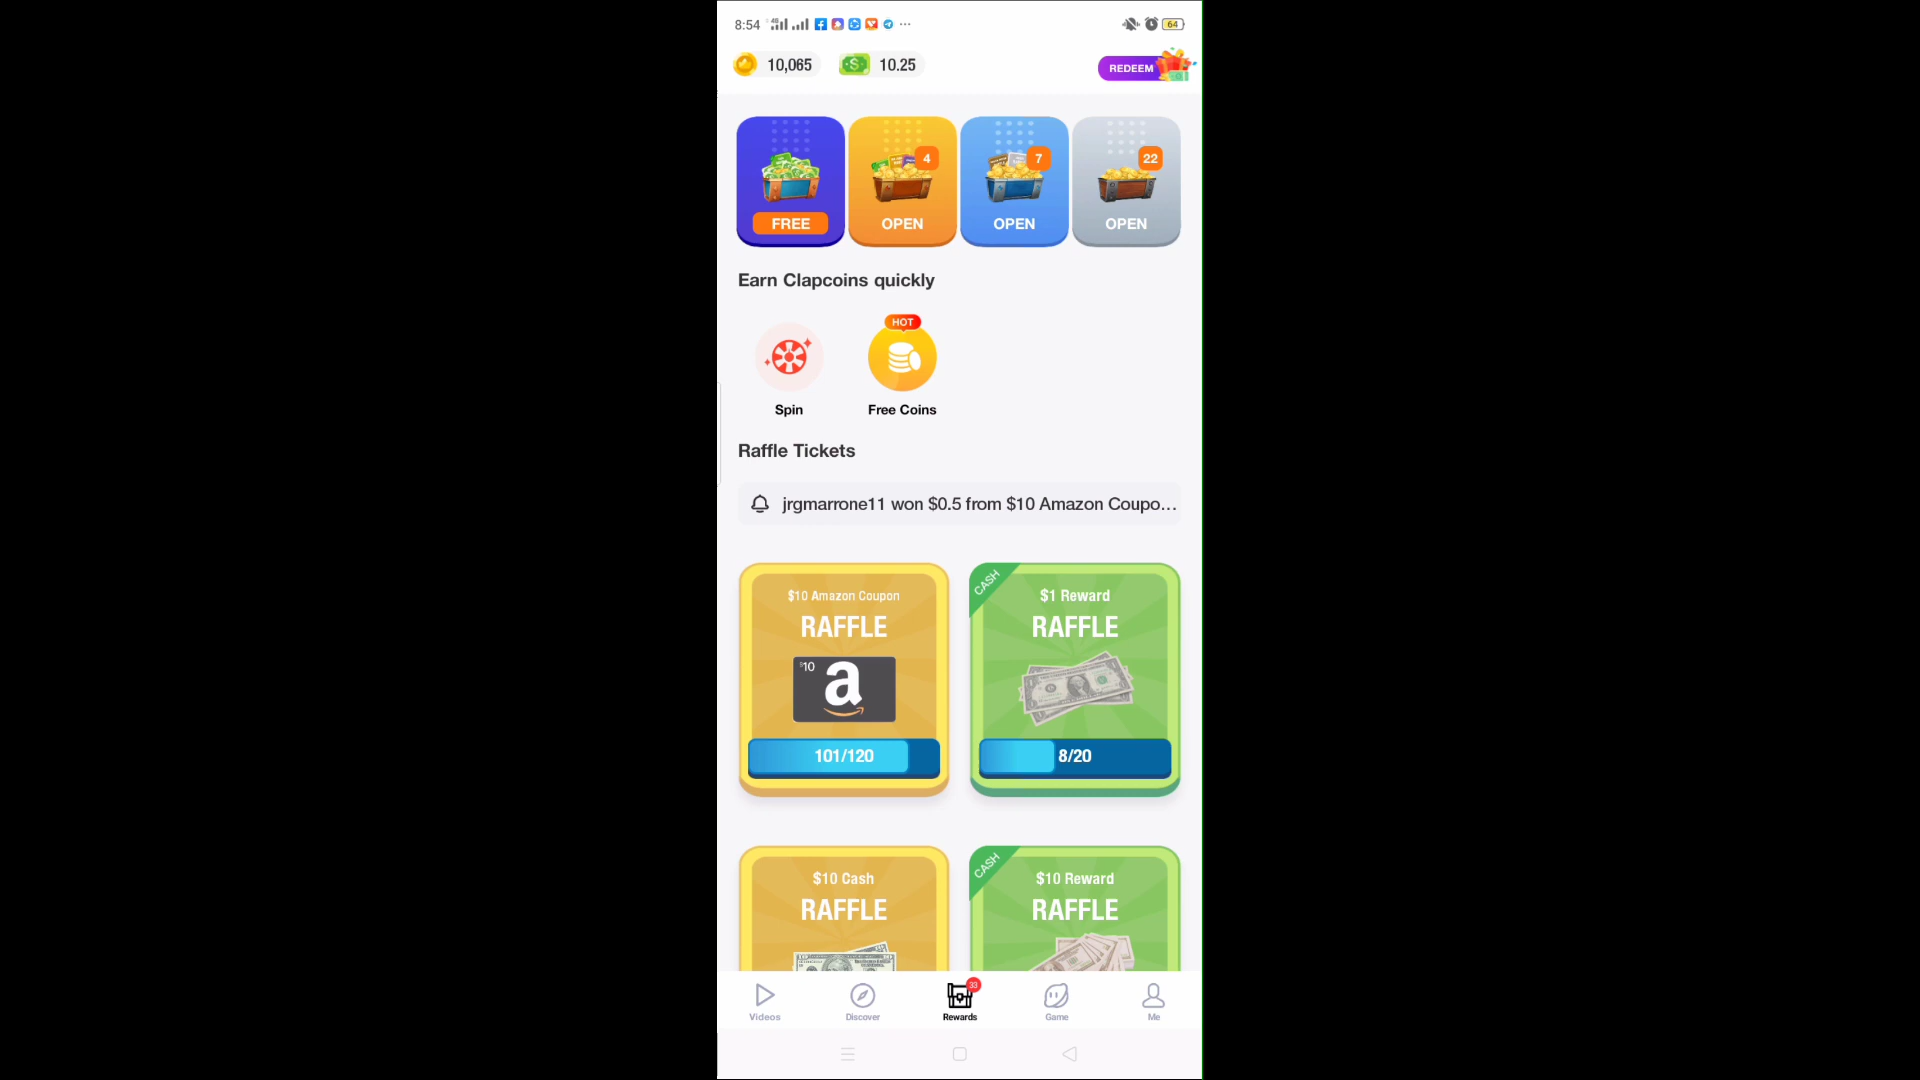 8:54
64
10,065
10.25
REDEEM
FREE
4
OPEN
7
OPEN
22
OPEN
Earn Clapcoins quickly
HOT
Spin
Free Coins
Raffle Tickets
jrgmarrone11 won $0.5 from $10 Amazon Coupo...
$10 Amazon Coupon
RAFFLE
$10
a
101/120
CASH
$1 Reward
RAFFLE
8/20
$10 Cash
RAFFLE
CASH
$10 Reward
RAFFLE
Videos
Discover
33
Rewards
Game
Me